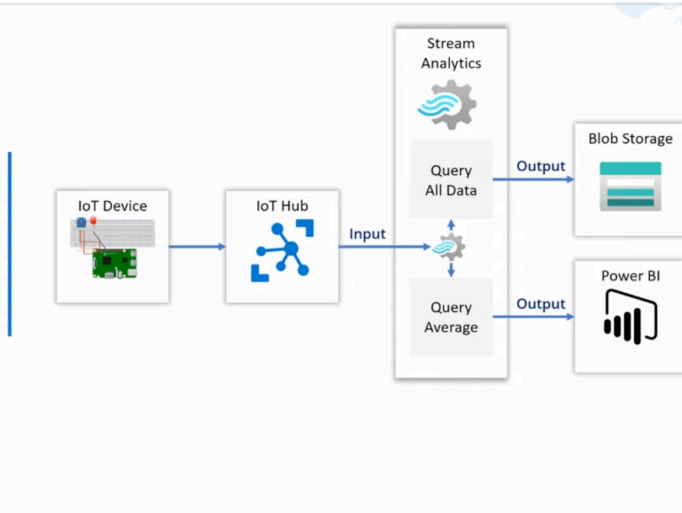 Stream
Analytics
Query
All Data
Output
Blob Storage
IoT Device
IoT Hub
Input
Query
Average
Output
Power BI